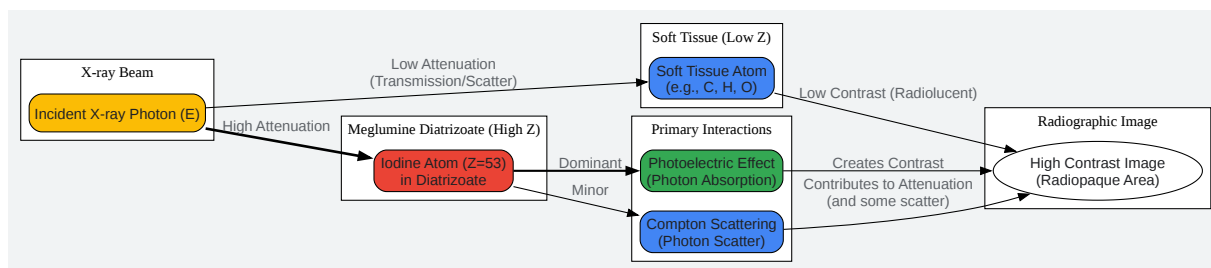 X-ray Beam
Incident X-ray Photon (E)
Low Attenuation
(Transmission/Scatter)
High Attenuation
Soft Tissue (Low Z)
Soft Tissue Atom
(e.g., C, H, O)
Meglumine Diatrizoate (High Z)
Iodine Atom (Z=53)
in Diatrizoate
Dominant
Minor
Primary Interactions
Photoelectric Effect
(Photon Absorption)
Compton Scattering
(Photon Scatter)
Low Contrast (Radiolucent)
Creates Contrast
Contributes to Attenuation
(and some scatter)
Radiographic Image
High Contrast Image
(Radiopaque Area)